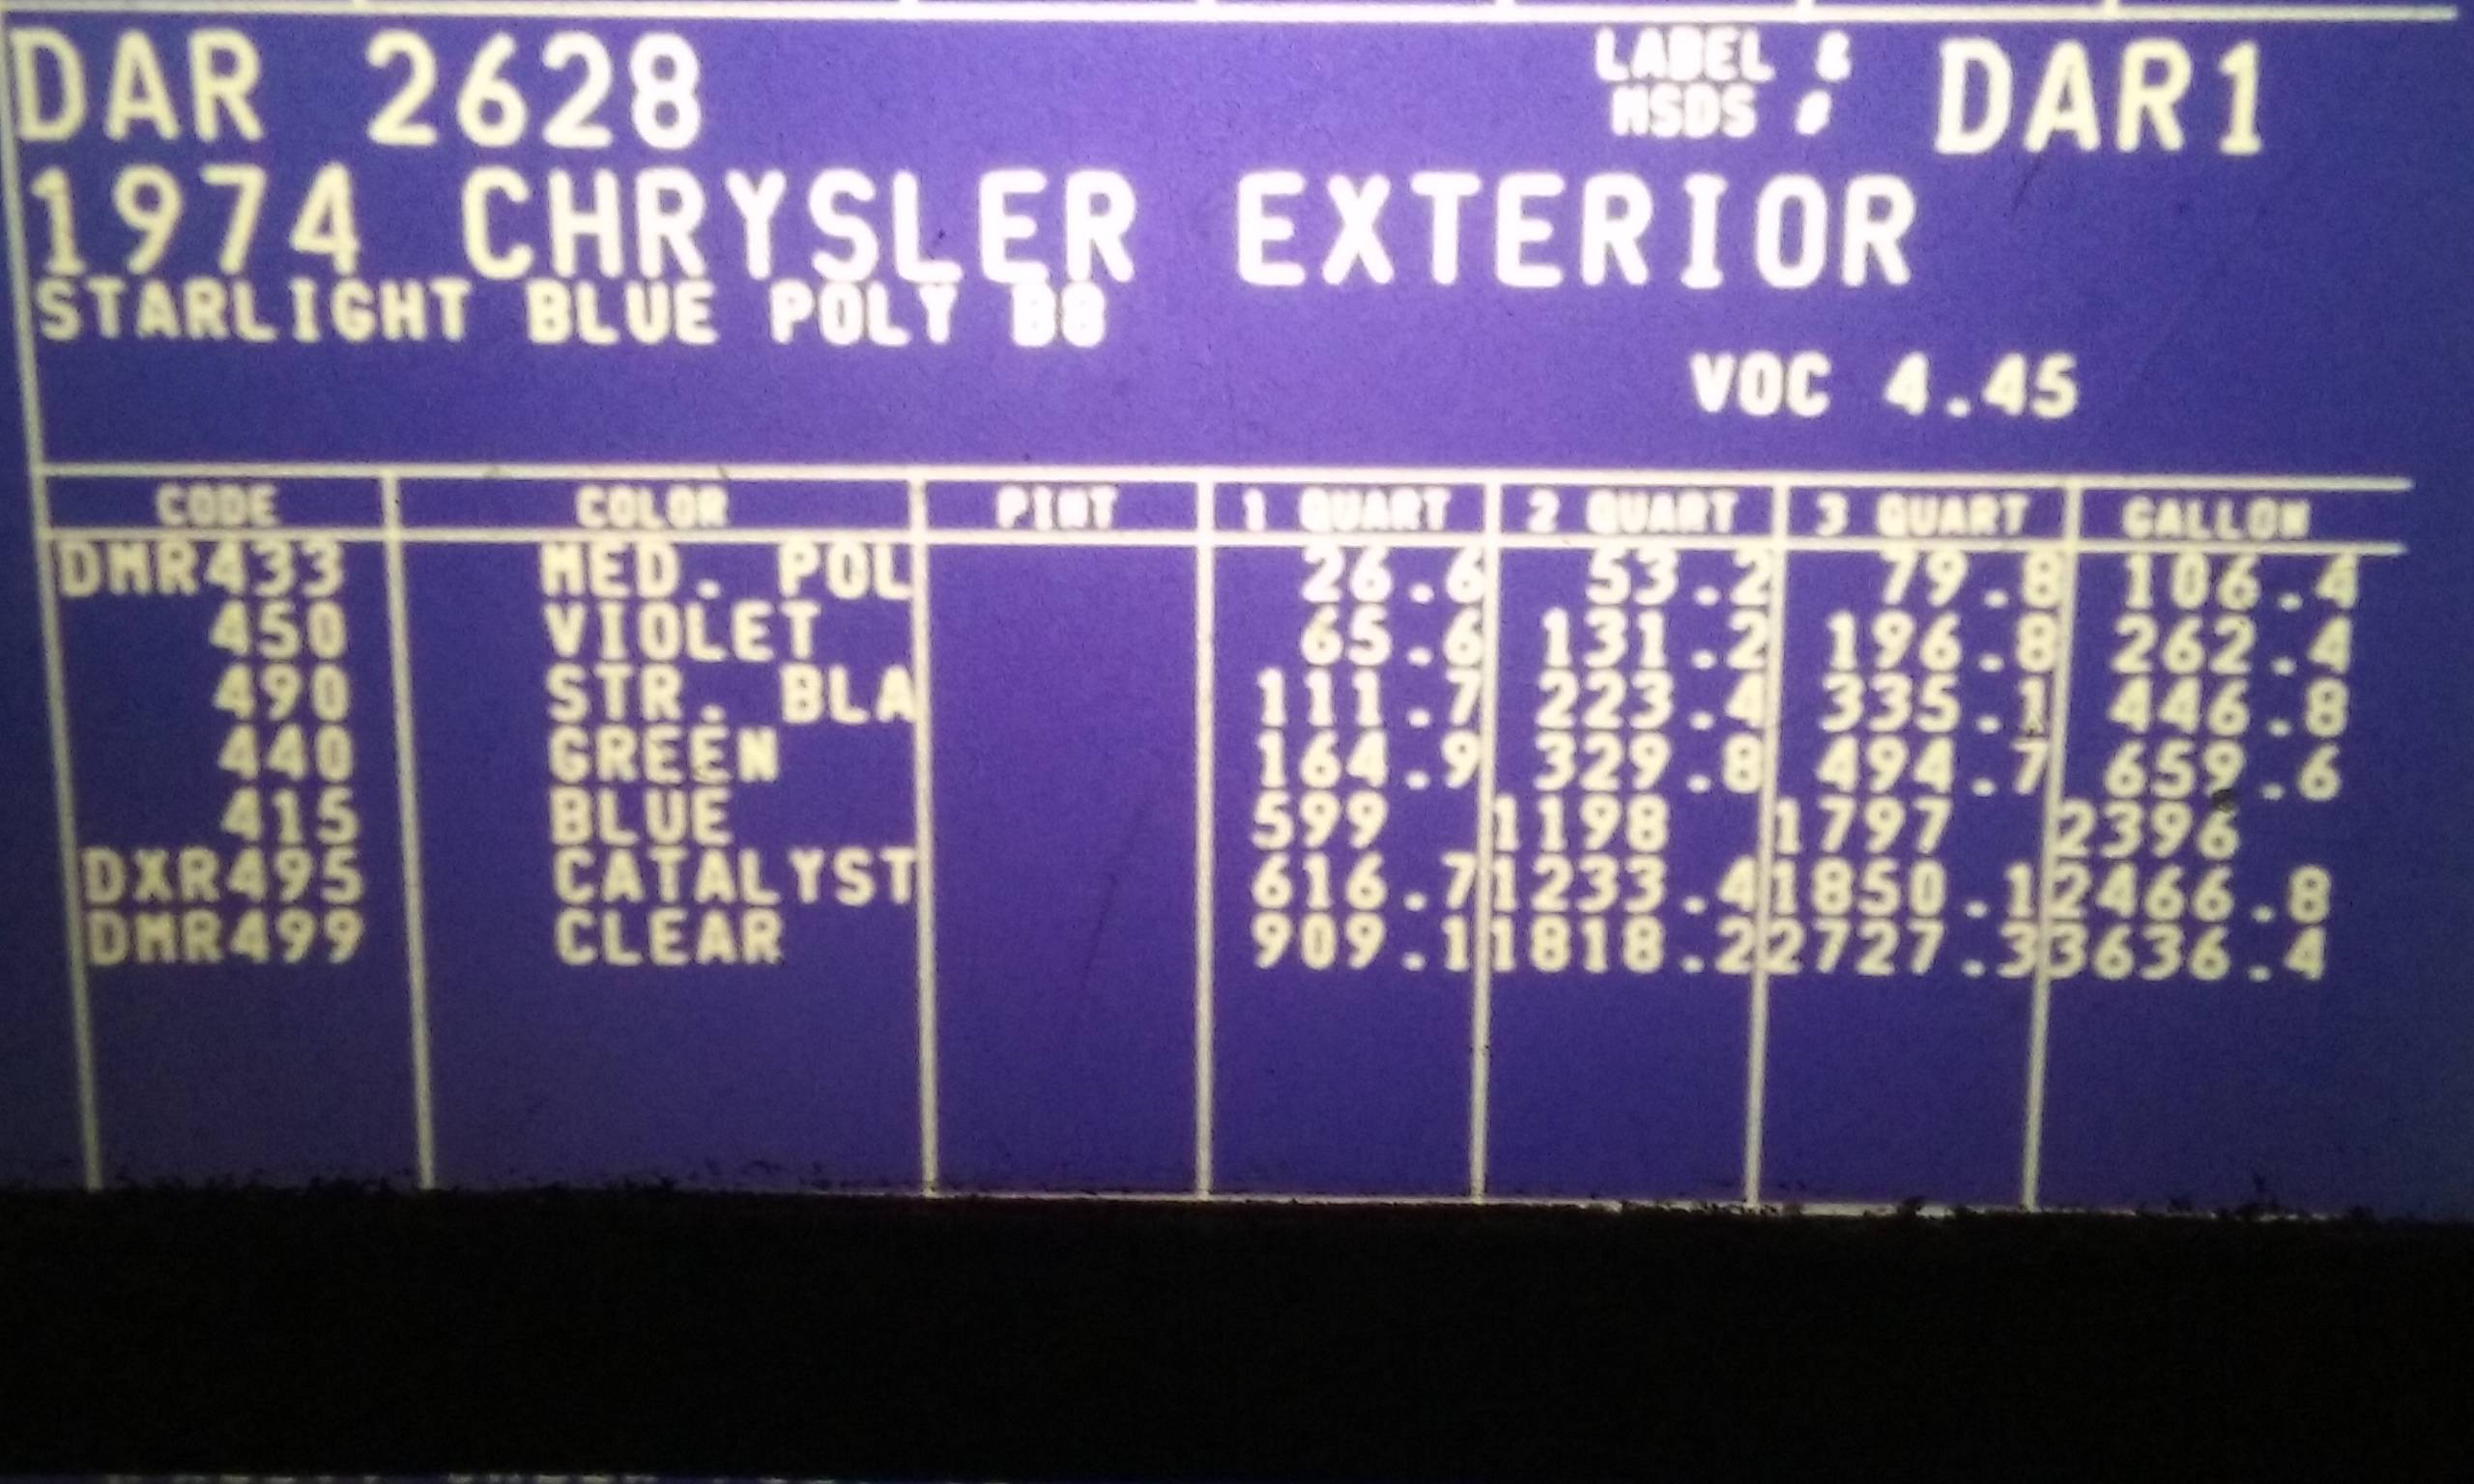 DAR 2628 LABEL & MSDS # DAR1
1974 CHRYSLER EXTERIOR
STARLIGHT BLUE POLY B8
VOC 4.45
CODE COLOR PINT 1 QUART 2 QUART 3 QUART GALLON
DMR433 MED. POL 26.6 53.2 79.8 106.4
450 VIOLET 65.6 131.2 196.8 262.4
490 STR. BLA 111.7 223.4 335.1 446.8
440 GREEN 164.9 329.8 494.7 659.6
415 BLUE 599 1198 1797 2396
DXR495 CATALYST 616.7 1233.4 1850.1 2466.8
DMR499 CLEAR 909.1 1818.2 2727.3 3636.4